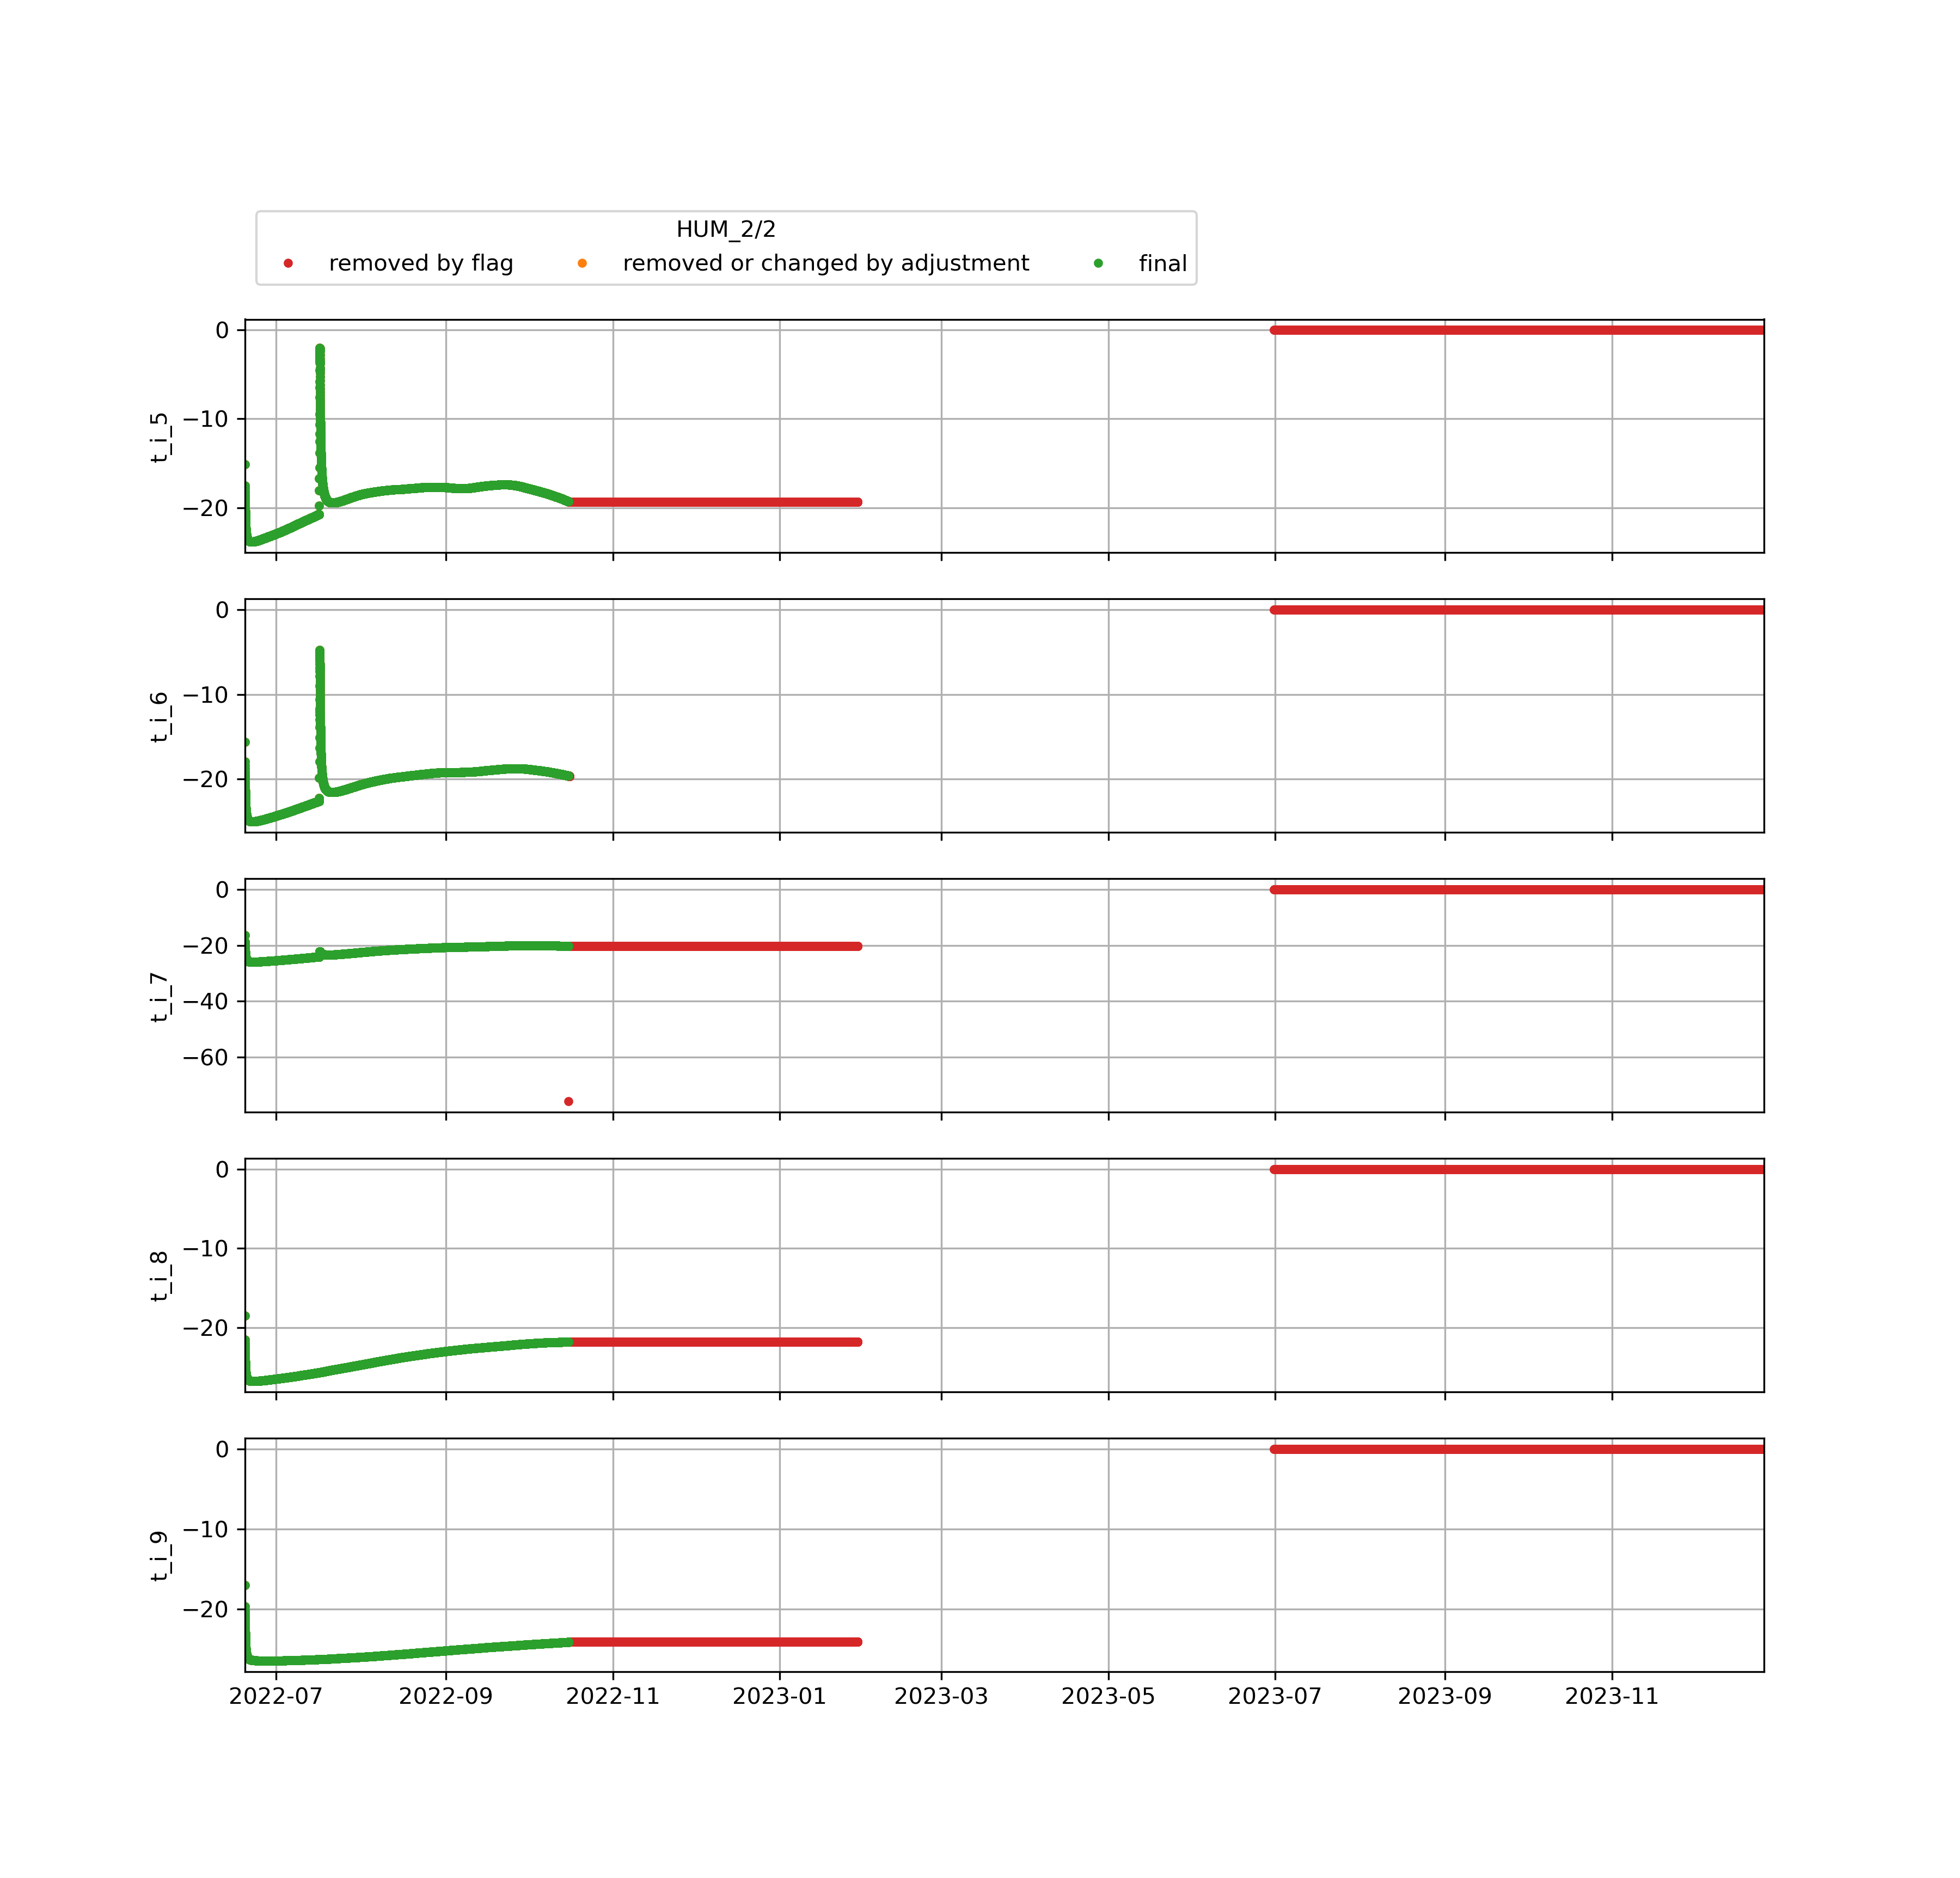 HUM_2/2
removed by flag removed or changed by adjustment final
0
−10
−20
t_i_5
0
−10
−20
t_i_6
0
−20
−40
−60
t_i_7
0
−10
−20
t_i_8
0
−10
−20
t_i_9
2022-07 2022-09 2022-11 2023-01 2023-03 2023-05 2023-07 2023-09 2023-11